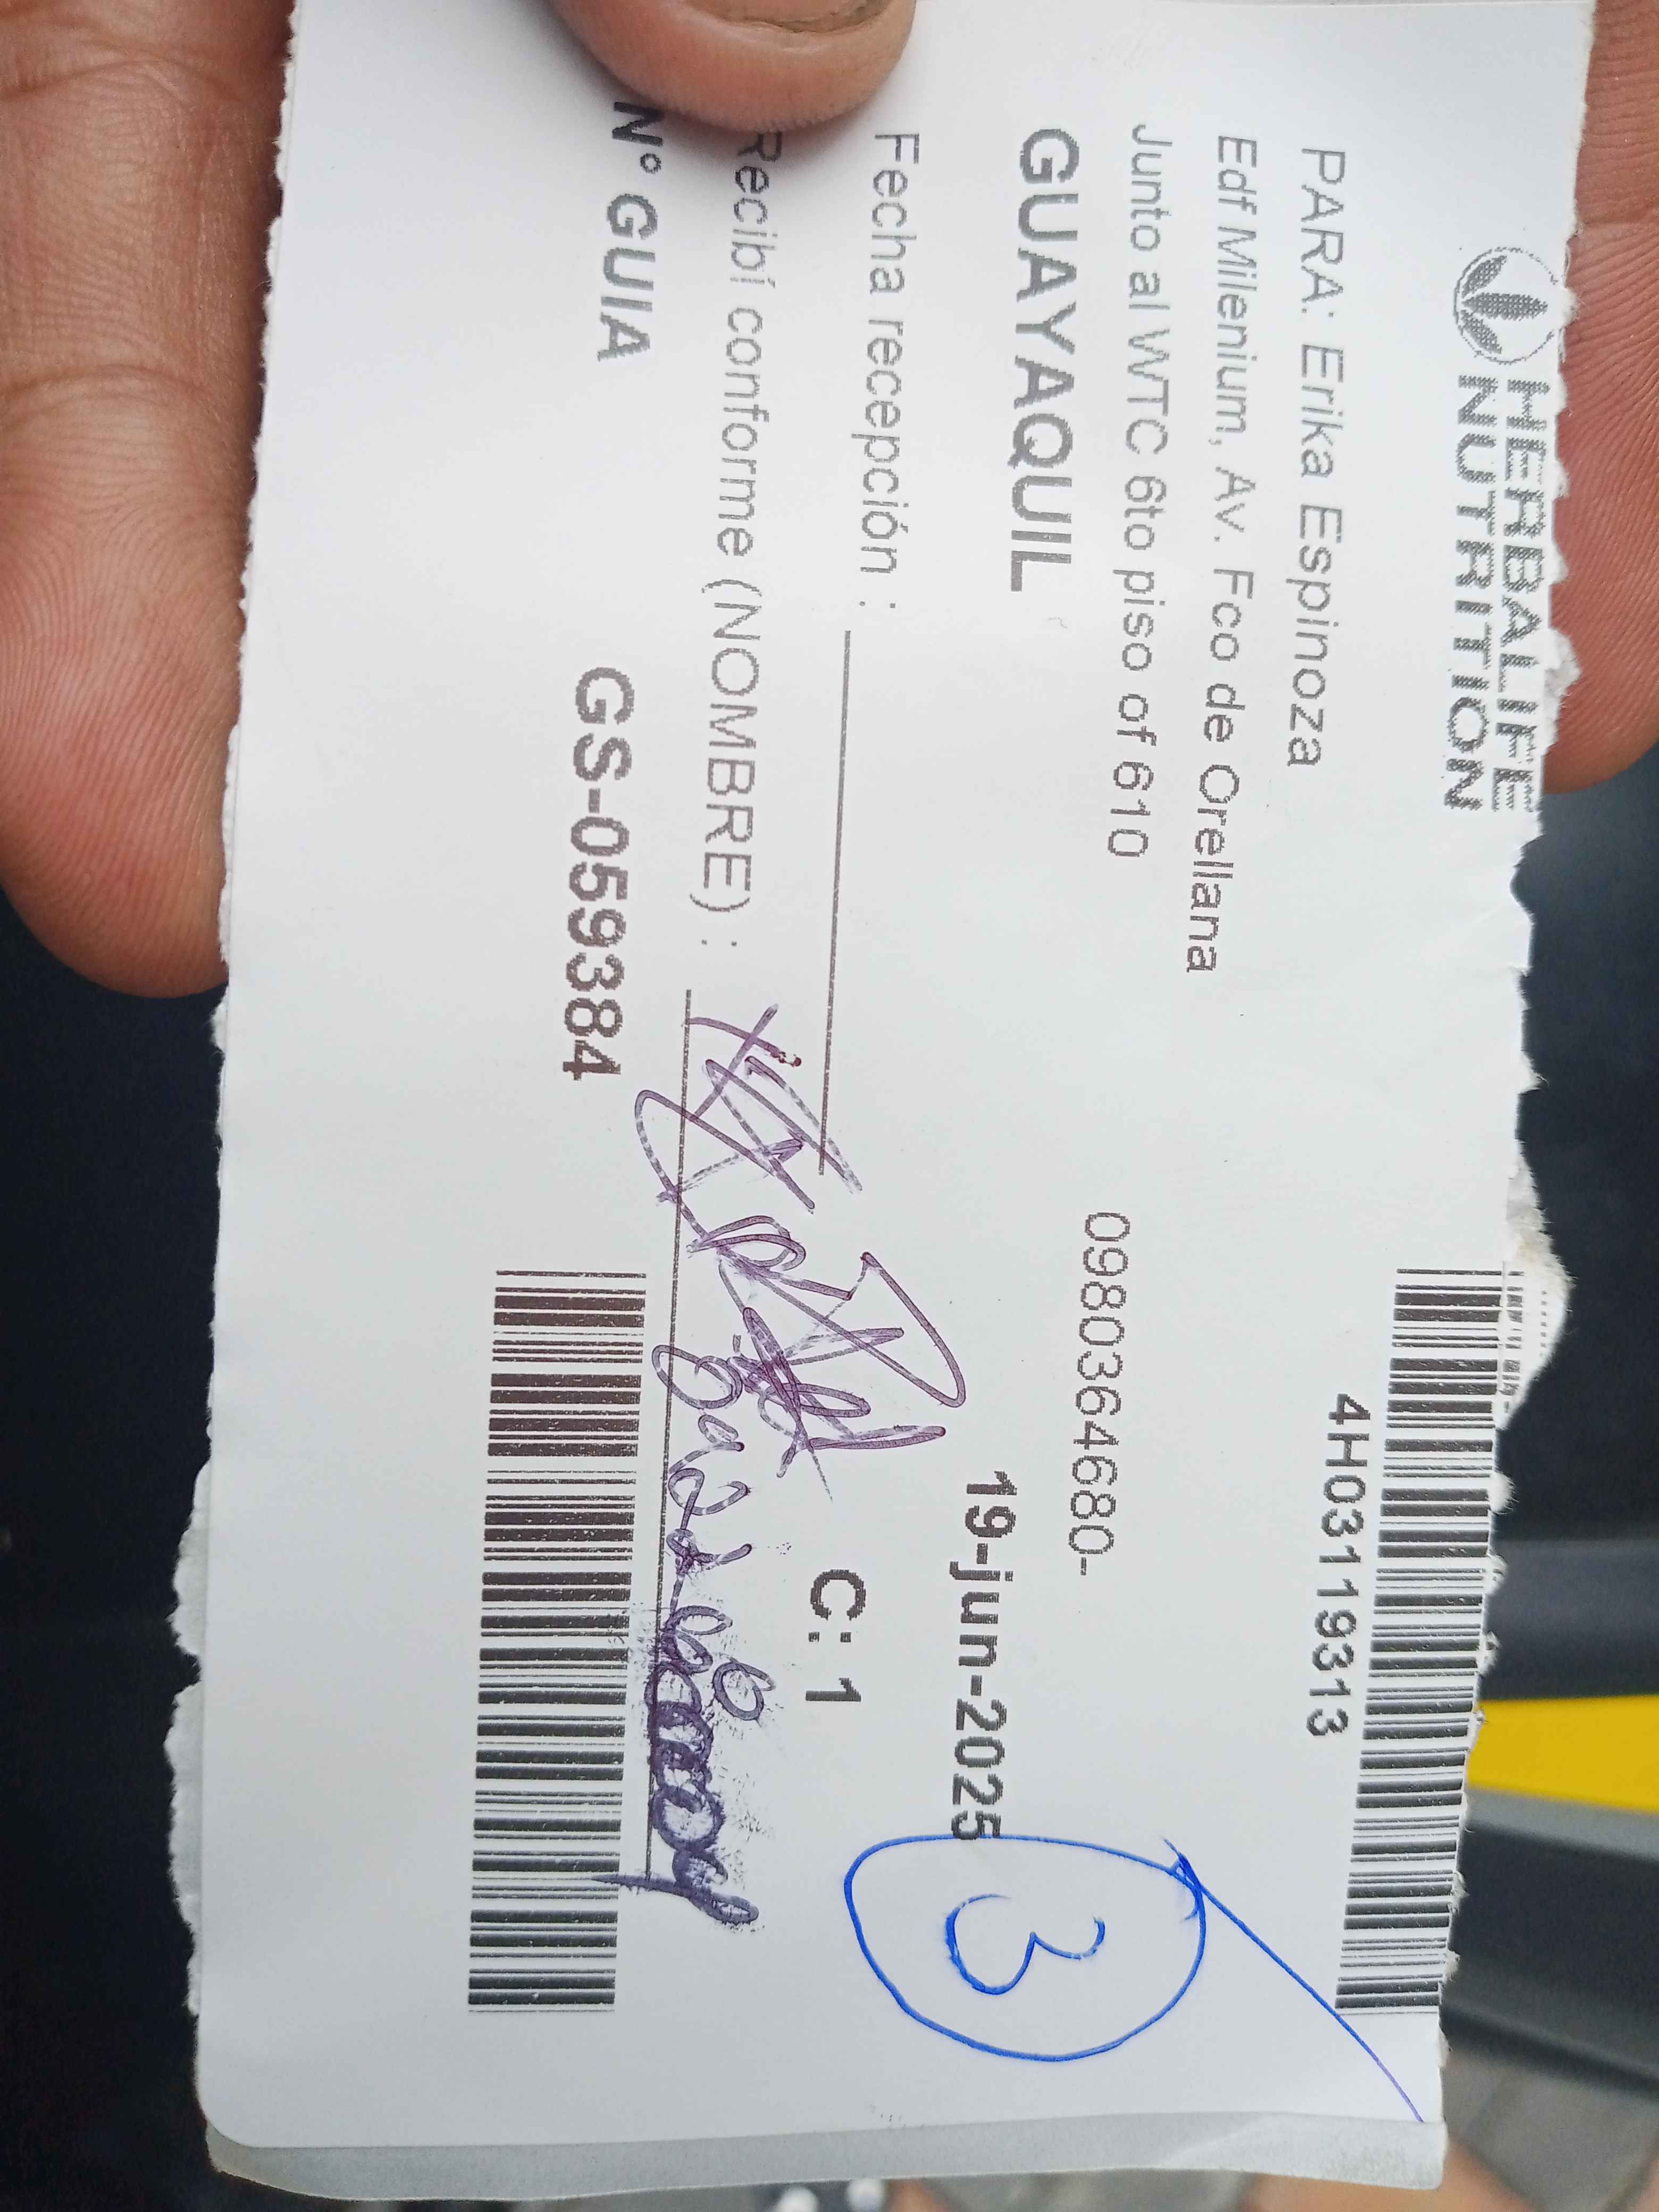 HERBALIFE
NUTRITION
4H03119313
PARA: Erika Espinoza
Edf Milenium, Av. Fco de Orellana
Junto al WTC 6to piso of 610
0980364680-
GUAYAQUIL
19-jun-2025
3
Fecha recepción :
C: 1
Recibí conforme (NOMBRE) :
N° GUIA
GS-059384